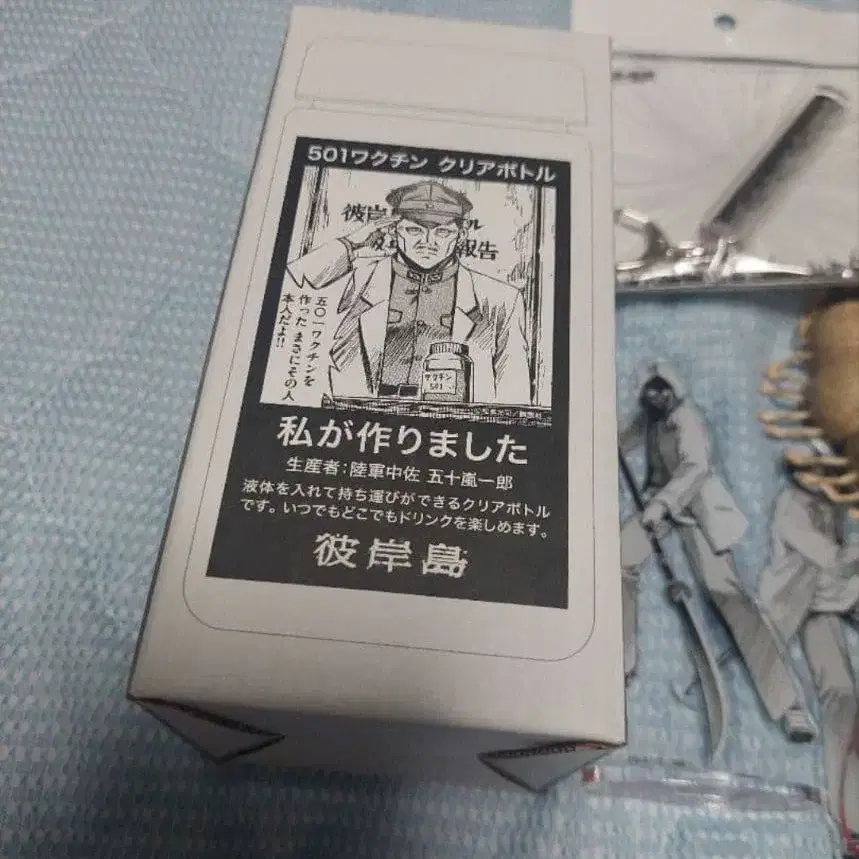 501ワクチン クリアボトル
彼岸
報告
五〇一ワクチンを
作った まさにその人
本人だよ!!
ワクチン
501
私が作りました
生産者:陸軍中佐 五十嵐一郎
液体を入れて持ち運びができるクリアボトル
です。いつでもどこでもドリンクを楽しめます。
彼岸島